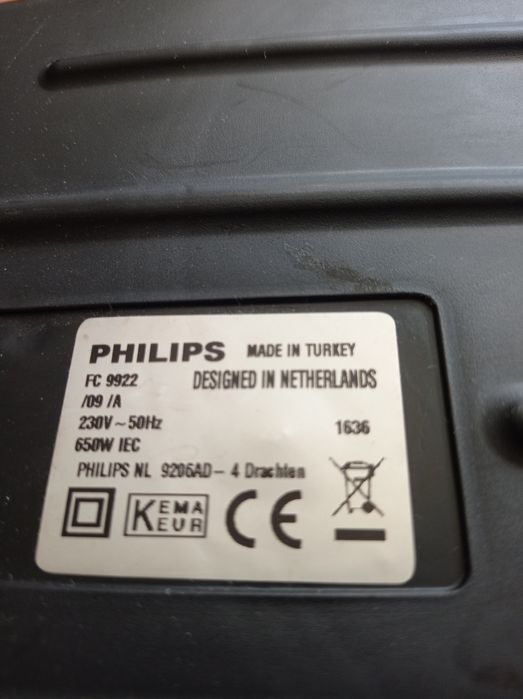 PHILIPS MADE IN TURKEY
FC 9922 DESIGNED IN NETHERLANDS
/09 /A
230V~50Hz 1636
650W IEC
PHILIPS NL 9206AD-4 Drachten
KEMA
KEUR
CE